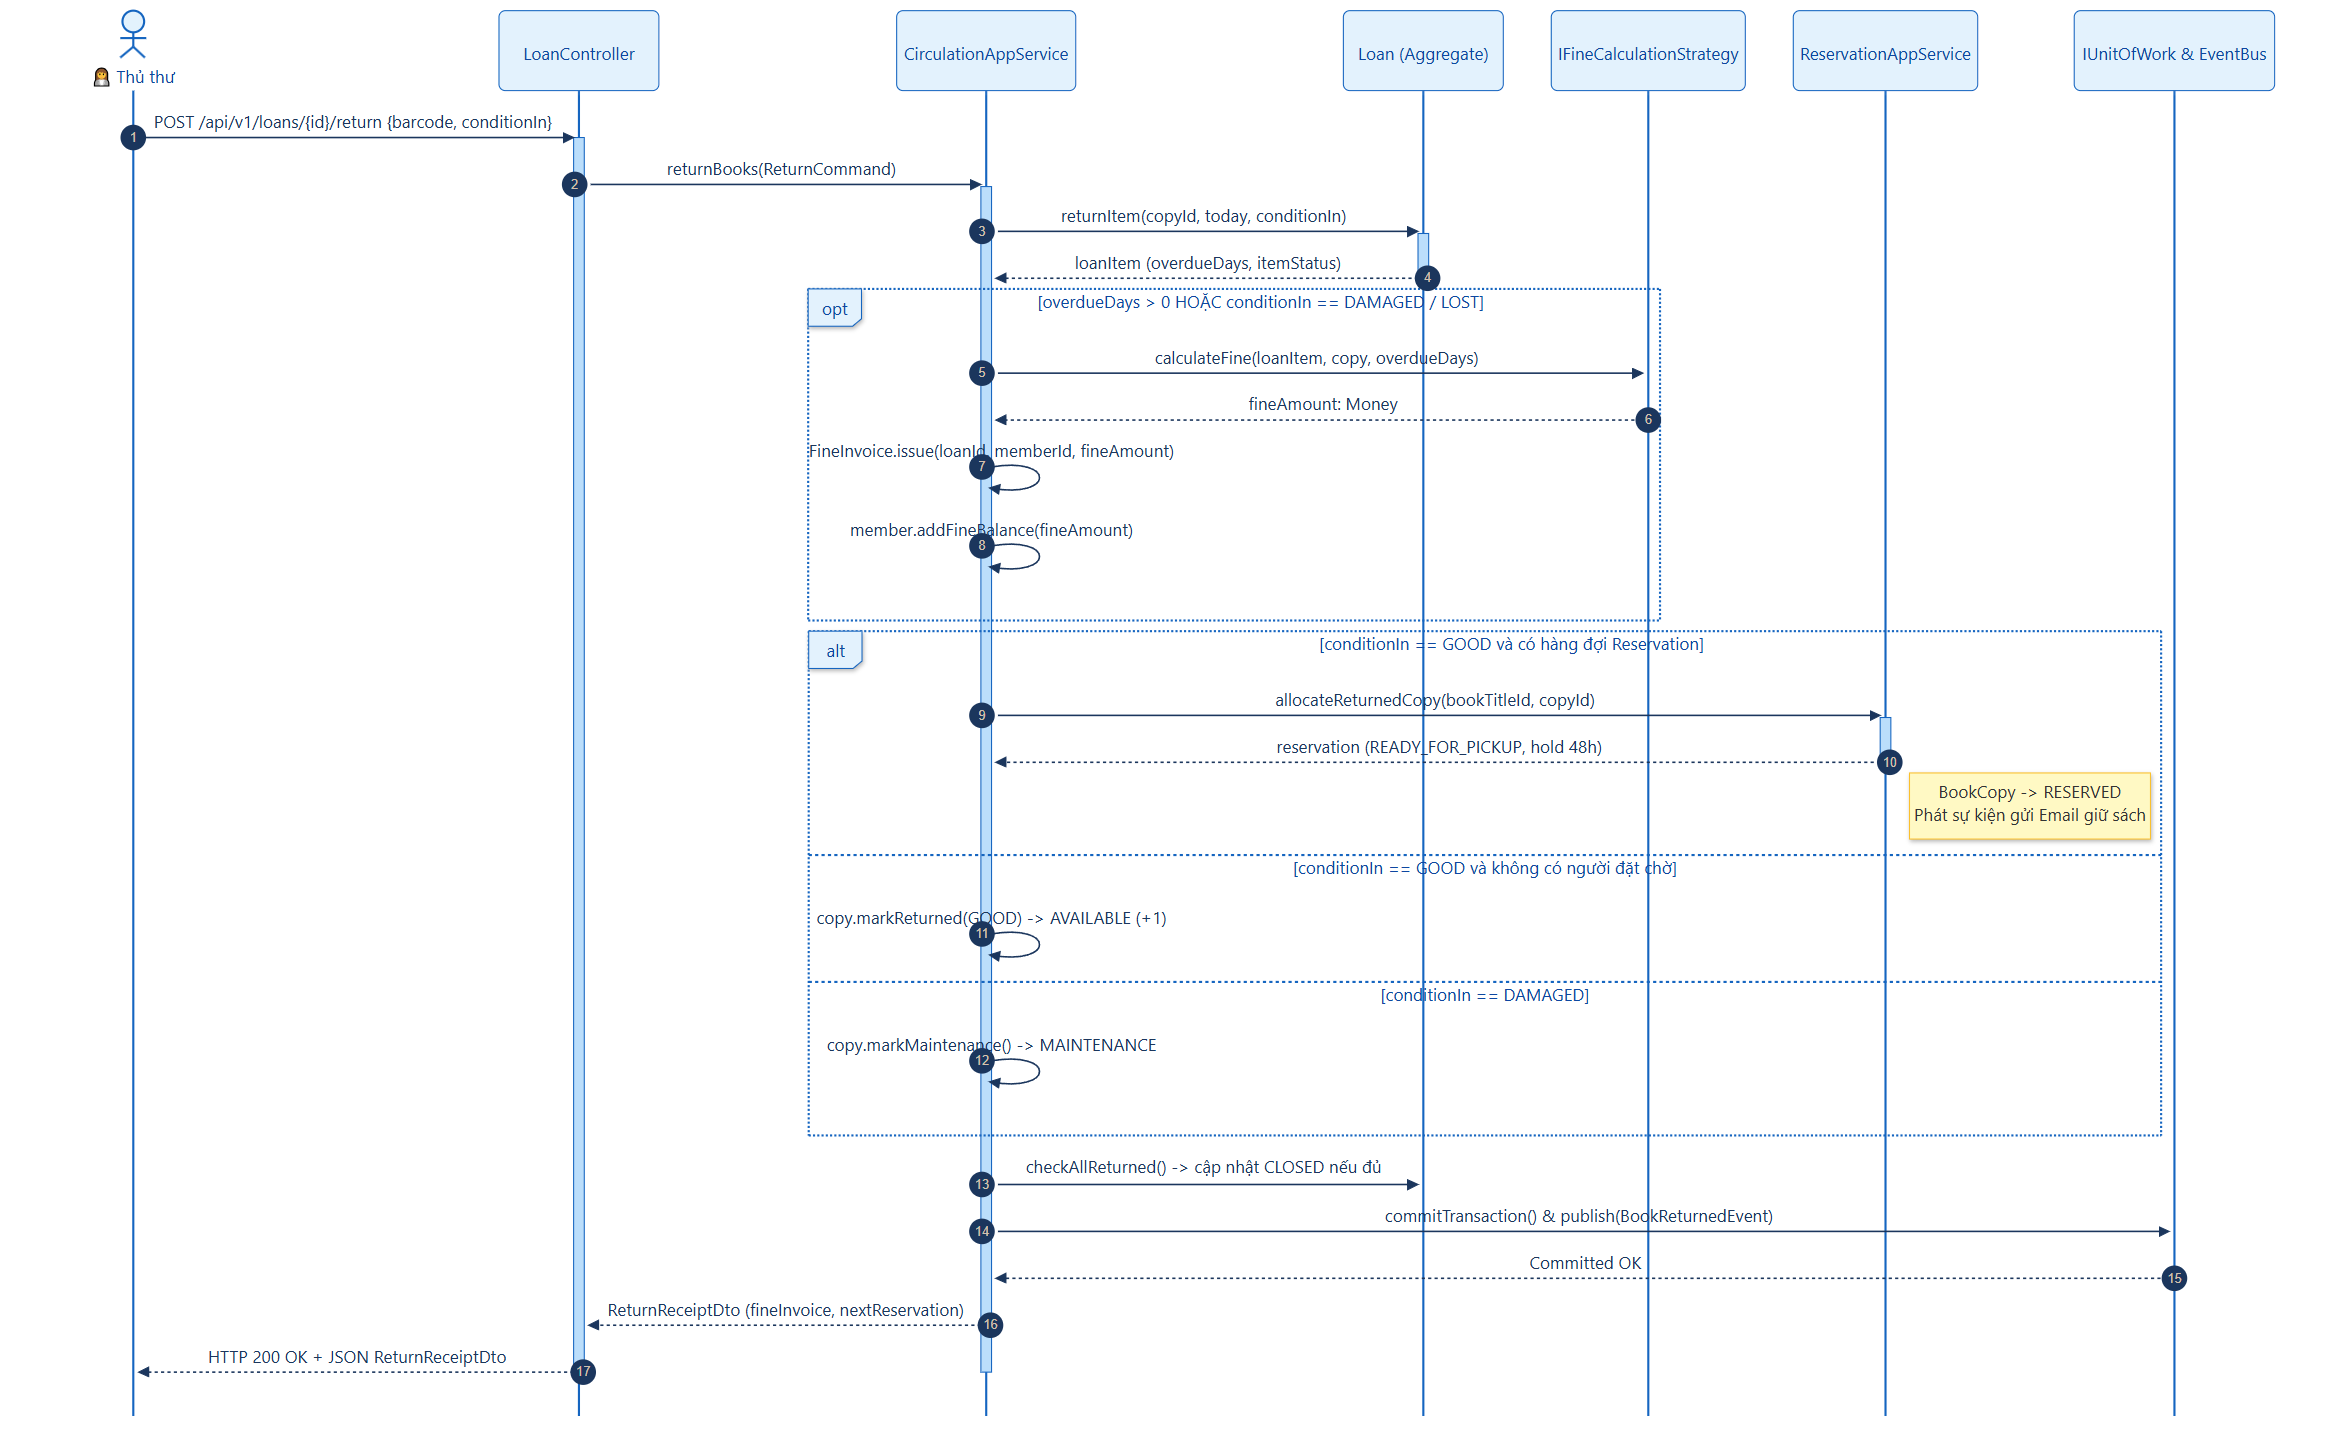 Thủ thư
LoanController
CirculationAppService
Loan (Aggregate)
IFineCalculationStrategy
ReservationAppService
IUnitOfWork & EventBus
POST /api/v1/loans/{id}/return {barcode, conditionIn}
1
returnBooks(ReturnCommand)
2
returnItem(copyId, today, conditionIn)
3
loanItem (overdueDays, itemStatus)
4
opt
[overdueDays > 0 HOẶC conditionIn == DAMAGED / LOST]
calculateFine(loanItem, copy, overdueDays)
5
fineAmount: Money
6
FineInvoice.issue(loanId, memberId, fineAmount)
7
member.addFineBalance(fineAmount)
8
alt
[conditionIn == GOOD và có hàng đợi Reservation]
allocateReturnedCopy(bookTitleId, copyId)
9
reservation (READY_FOR_PICKUP, hold 48h)
10
BookCopy -> RESERVED
Phát sự kiện gửi Email giữ sách
[conditionIn == GOOD và không có người đặt chờ]
copy.markReturned(GOOD) -> AVAILABLE (+1)
11
[conditionIn == DAMAGED]
copy.markMaintenance() -> MAINTENANCE
12
checkAllReturned() -> cập nhật CLOSED nếu đủ
13
commitTransaction() & publish(BookReturnedEvent)
14
Committed OK
15
ReturnReceiptDto (fineInvoice, nextReservation)
16
HTTP 200 OK + JSON ReturnReceiptDto
17